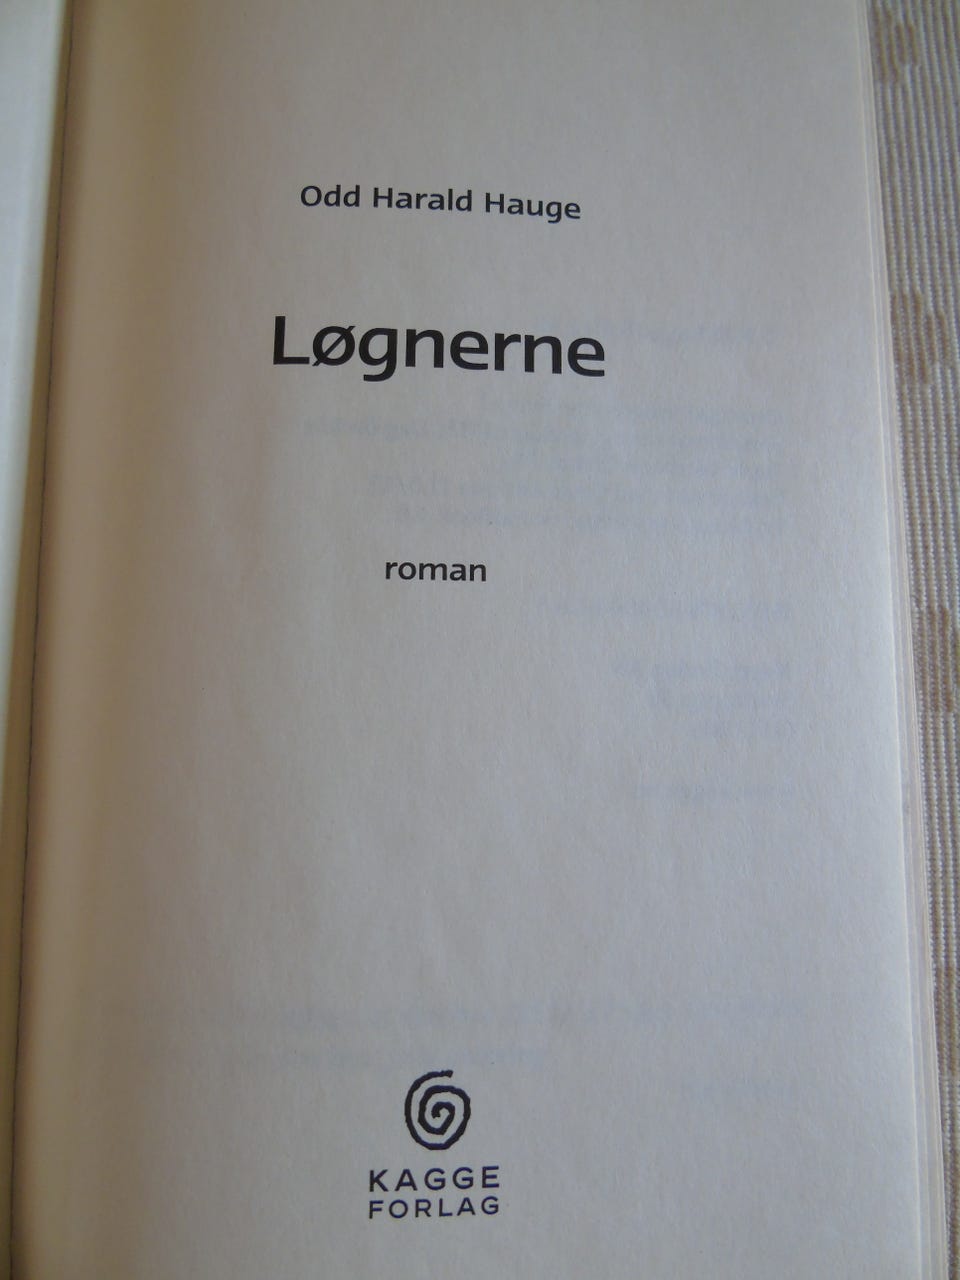 Odd Harald Hauge
Løgnerne
roman
KAGGE
FORLAG